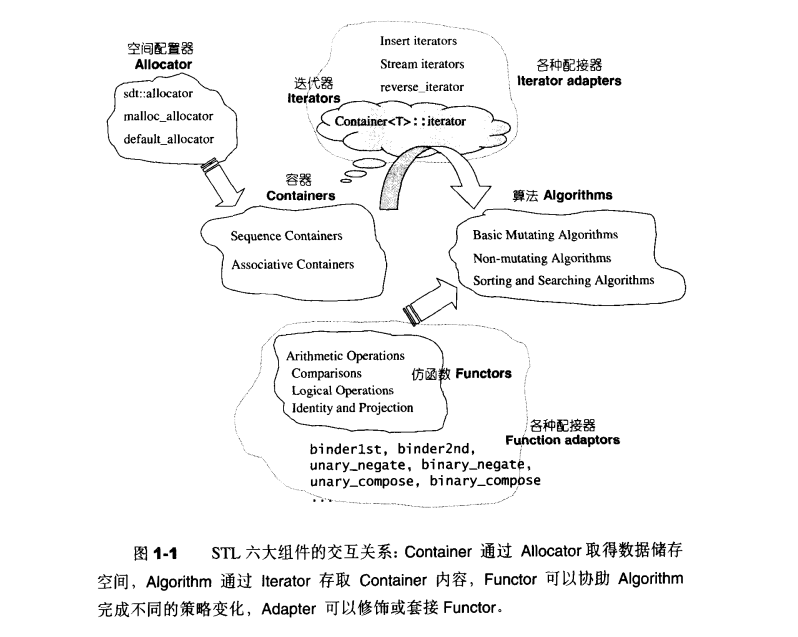 空间配置器
Allocator
sdt::allocator
malloc_allocator
default_allocator
Insert iterators
Stream iterators
reverse_iterator
迭代器
Iterators
Container<T>::iterator
各种配接器
Iterator adapters
容器
Containers
Sequence Containers
Associative Containers
算法 Algorithms
Basic Mutating Algorithms
Non-mutating Algorithms
Sorting and Searching Algorithms
Arithmetic Operations
Comparisons
Logical Operations
Identity and Projection
仿函数 Functors
各种配接器
Function adaptors
binder1st, binder2nd,
unary_negate, binary_negate,
unary_compose, binary_compose
...
图 1-1 STL 六大组件的交互关系：Container 通过 Allocator 取得数据储存
空间，Algorithm 通过 Iterator 存取 Container 内容，Functor 可以协助 Algorithm
完成不同的策略变化，Adapter 可以修饰或套接 Functor。